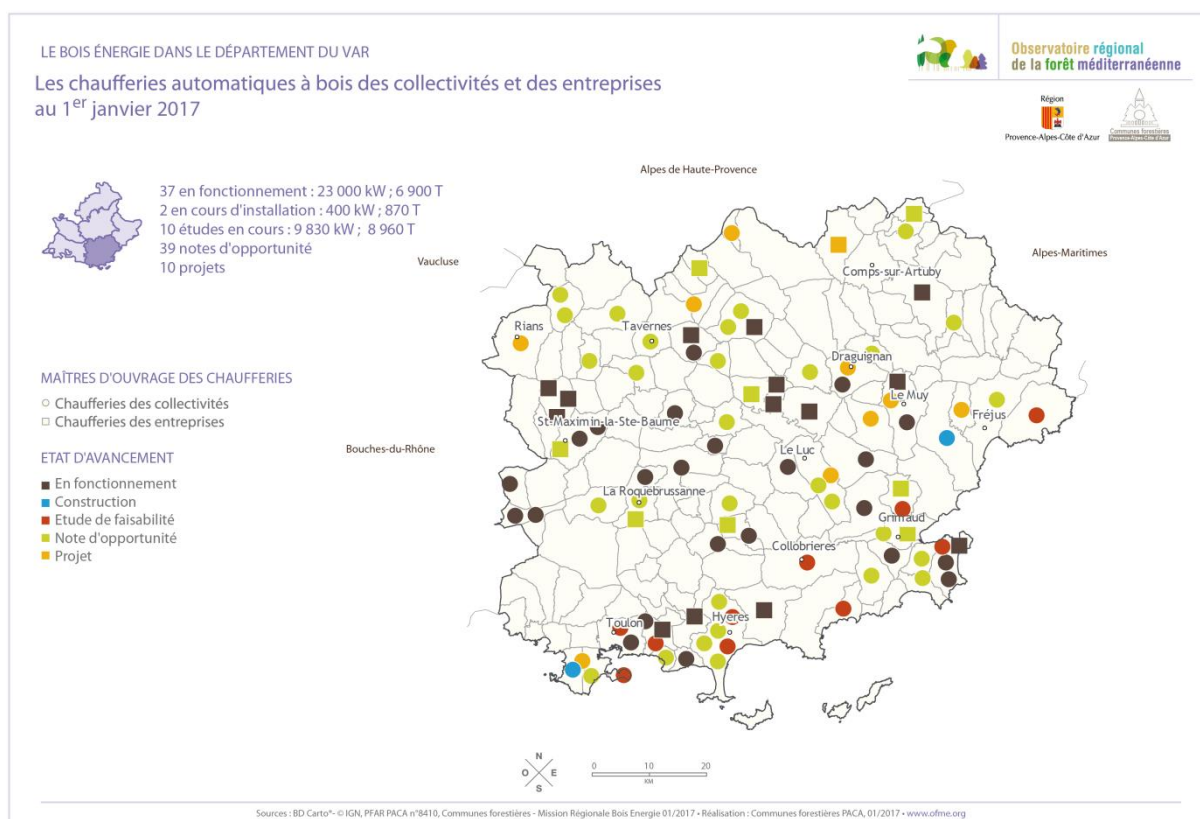 LE BOIS ÉNERGIE DANS LE DÉPARTEMENT DU VAR
Les chaufferies automatiques à bois des collectivités et des entreprises
au 1er janvier 2017
Observatoire régional
de la forêt méditerranéenne
Région
Provence-Alpes-Côte d'Azur
Communes forestières
Provence-Alpes-Côte d'Azur
37 en fonctionnement : 23 000 kW ; 6 900 T
2 en cours d'installation : 400 kW ; 870 T
10 études en cours : 9 830 kW ; 8 960 T
39 notes d'opportunité
10 projets
Alpes de Haute-Provence
Vaucluse
Alpes-Maritimes
Bouches-du-Rhône
Comps-sur-Artuby
Rians
Tavernes
Draguignan
Le Muy
Fréjus
St-Maximin-la-Ste-Baume
Le Luc
La Roquebrussanne
Grimaud
Collobrieres
Toulon
Hyères
MAÎTRES D'OUVRAGE DES CHAUFFERIES
Chaufferies des collectivités
Chaufferies des entreprises
ETAT D'AVANCEMENT
En fonctionnement
Construction
Etude de faisabilité
Note d'opportunité
Projet
N
O E
S
0 10 20
KM
Sources : BD Carto®- © IGN, PFAR PACA n°8410, Communes forestières - Mission Régionale Bois Energie 01/2017 • Réalisation : Communes forestières PACA, 01/2017 • www.ofme.org